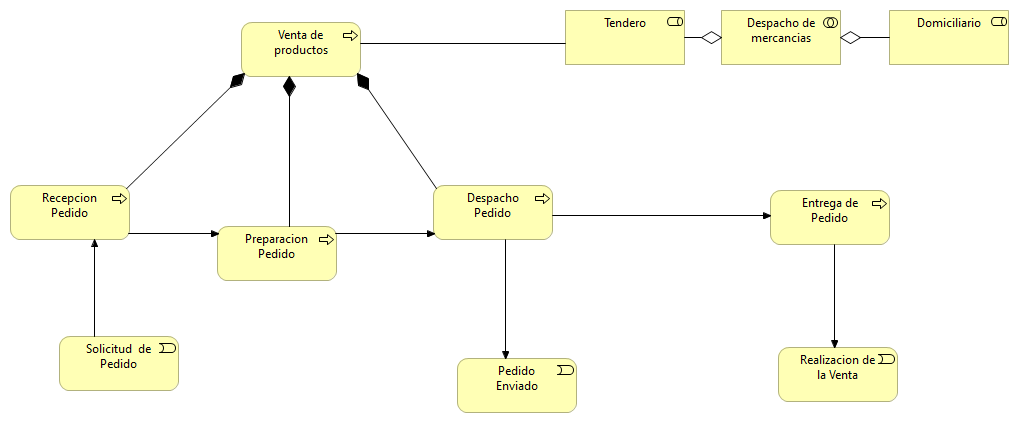 Venta de
productos
Tendero
Despacho de
mercancias
Domiciliario
Recepcion
Pedido
Preparacion
Pedido
Despacho
Pedido
Entrega de
Pedido
Solicitud  de
Pedido
Pedido
Enviado
Realizacion de
la Venta